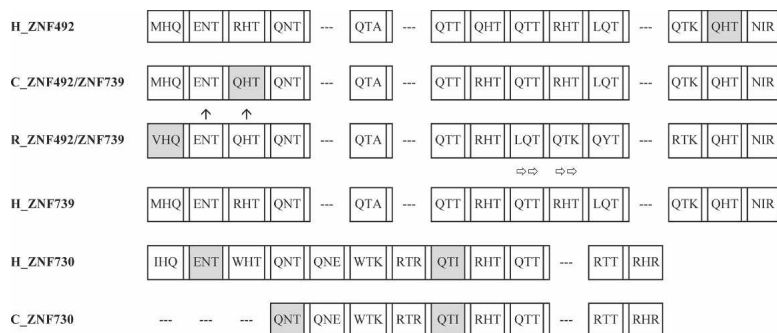 H_ZNF492 MHQ ENT RHT QNT --- QTA --- QTT QHT QTT RHT LQT --- QTK QHT NIR
C_ZNF492/ZNF739 MHQ ENT QHT QNT --- QTA --- QTT RHT QTT RHT LQT --- QTK QHT NIR
↑ ↑
R_ZNF492/ZNF739 VHQ ENT QHT QNT --- QTA --- QTT RHT LQT QTK QYT --- RTK QHT NIR
⇨⇨ ⇨⇨
H_ZNF739 MHQ ENT RHT QNT --- QTA --- QTT RHT QTT RHT LQT --- QTK QHT NIR
H_ZNF730 IHQ ENT WHT QNT QNE WTK RTR QTI RHT QTT --- RTT RHR
C_ZNF730 --- --- --- QNT QNE WTK RTR QTI RHT QTT --- RTT RHR